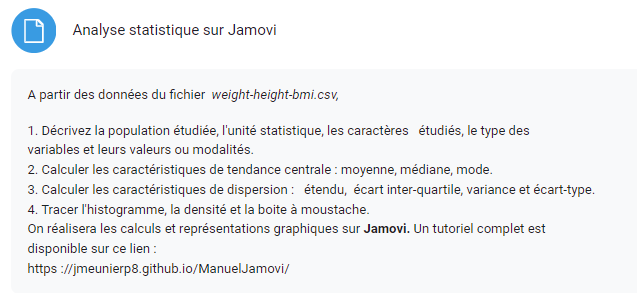 Analyse statistique sur Jamovi
A partir des données du fichier weight-height-bmi.csv,
1. Décrivez la population étudiée, l'unité statistique, les caractères étudiés, le type des
variables et leurs valeurs ou modalités.
2. Calculer les caractéristiques de tendance centrale : moyenne, médiane, mode.
3. Calculer les caractéristiques de dispersion : étendu, écart inter-quartile, variance et écart-type.
4. Tracer l'histogramme, la densité et la boite à moustache.
On réalisera les calculs et représentations graphiques sur Jamovi. Un tutoriel complet est
disponible sur ce lien :
https ://jmeunierp8.github.io/ManuelJamovi/